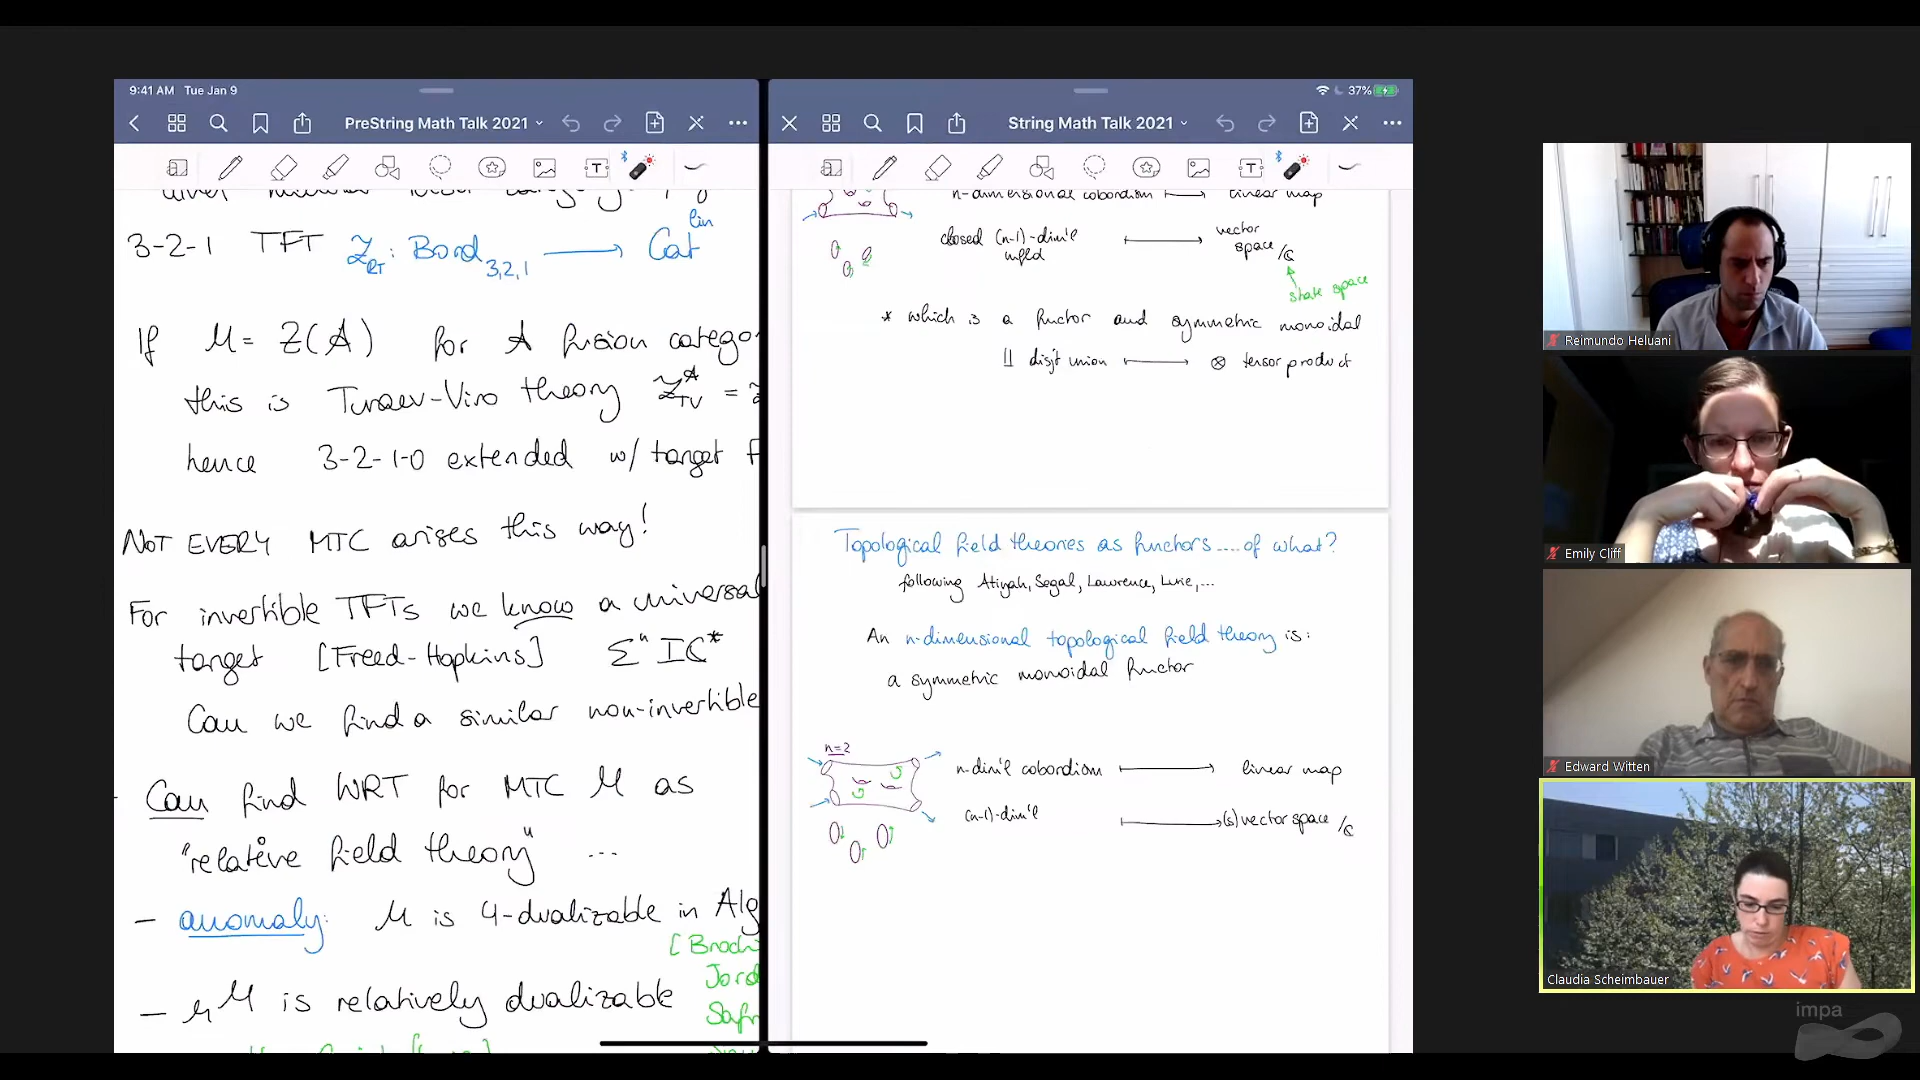 9:41 AM Tue Jan 9
PreString Math Talk 2021
3-2-1 TFT Z_RT : Bord_3,2,1 ⟶ Cat^lin
If M = Z(A) for A fusion catego
this is Turaev-Viro theory Z_TV^A =
hence 3-2-1-0 extended w/ target F
NOT EVERY MTC arises this way!
For invertible TFTs we know a universal
target [Freed-Hopkins] Σ^n IC*
Can we find a similar non-invertible
Can find WRT for MTC M as
"relative field theory" ...
- anomaly: M is 4-dualizable in Alg
[Broch
Jord
Safr
- M M is relatively dualizable
37%
String Math Talk 2021
n-dimensional cobordism ⟼ linear map
closed (n-1)-dim'l mfld ⟼ vector space/C
state space
* which is a functor and symmetric monoidal
⨿ disjt union ⟼ ⊗ tensor product
Topological field theories as functors .... of what?
following Atiyah, Segal, Lawrence, Lurie, ...
An n-dimensional topological field theory is:
a symmetric monoidal functor
n=2
n-dim'l cobordism ⟼ linear map
(n-1)-dim'l ⟼ (s)vector space/C
Reimundo Heluani
Emily Cliff
Edward Witten
Claudia Scheimbauer
impa